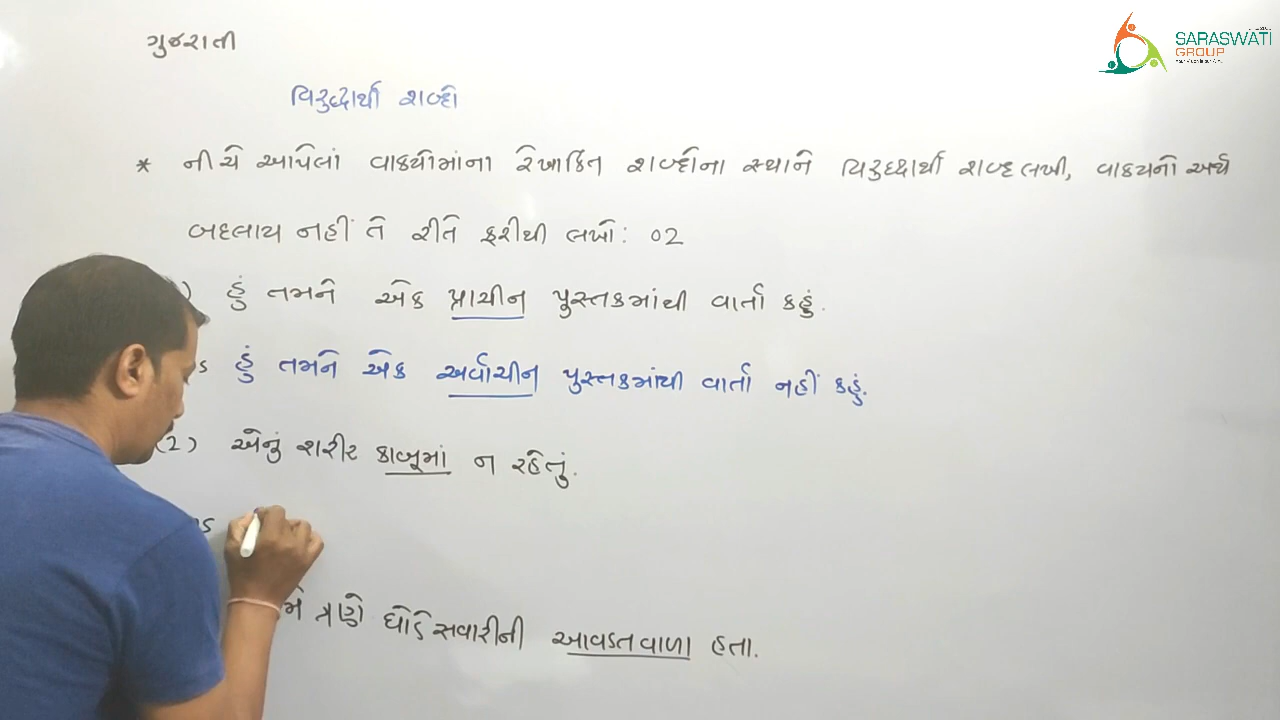 ગુજરાતી
SARASWATI
GROUP
વિરુદ્ધાર્થી શબ્દો
* નીચે આપેલાં વાક્યોમાંના રેખાંકિત શબ્દોના સ્થાને વિરુદ્ધાર્થી શબ્દ લખી, વાક્યનો અર્થ
બદલાય નહીં તે રીતે ફરીથી લખો: 02
) હું તમને એક પ્રાચીન પુસ્તકમાંથી વાર્તા કહું.
હું તમને એક અર્વાચીન પુસ્તકમાંથી વાર્તા નહીં કહું.
(2) એનું શરીર કાબૂમાં ન રહેતું.
ત્રણે ઘોડેસવારીની આવડતવાળા હતા.